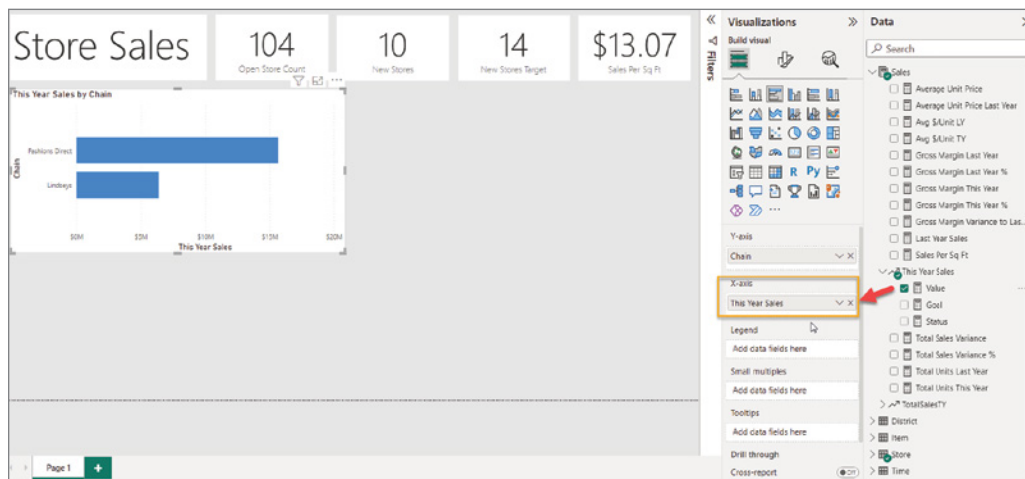 Store Sales
104
Open Store Count
10
New Stores
14
New Stores Target
$13.07
Sales Per Sq Ft
This Year Sales by Chain
Chain
Fashions Direct
Lindseys
$0M
$5M
$10M
$15M
$20M
This Year Sales
Page 1
+
Filters
Visualizations
Build visual
R
Py
Y-axis
Chain
X-axis
This Year Sales
Legend
Add data fields here
Small multiples
Add data fields here
Tooltips
Add data fields here
Drill through
Cross-report
Off
Data
Search
Sales
Average Unit Price
Average Unit Price Last Year
Avg $/Unit LY
Avg $/Unit TY
Gross Margin Last Year
Gross Margin Last Year %
Gross Margin This Year
Gross Margin This Year %
Gross Margin Variance to Las...
Last Year Sales
Sales Per Sq Ft
This Year Sales
Value
Goal
Status
Total Sales Variance
Total Sales Variance %
Total Units Last Year
Total Units This Year
TotalSalesTY
District
Item
Store
Time